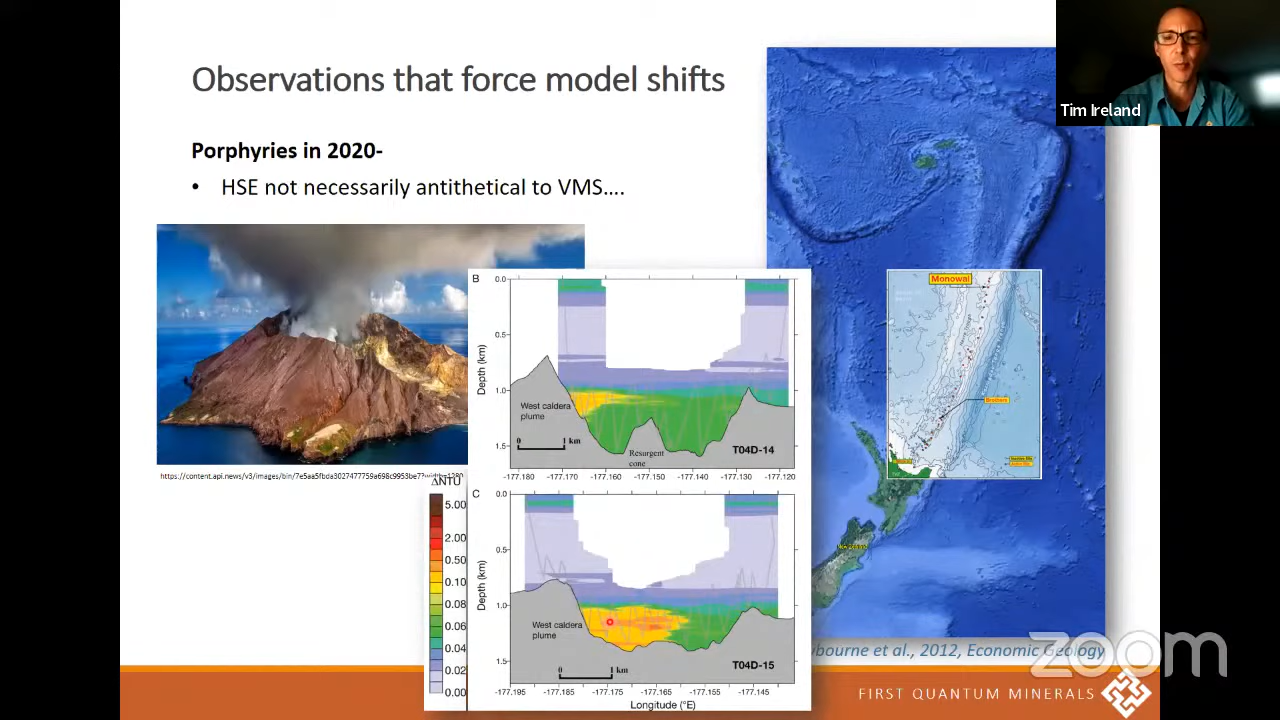 Observations that force model shifts
Tim Ireland
Porphyries in 2020-
• HSE not necessarily antithetical to VMS....
https://content.api.news/v3/images/bin/7e5aa5fbda3027477759a698c9953be7?width=1280
B
0.0
0.5
1.0
1.5
Depth (km)
West caldera
plume
0 1 km
Resurgent
cone
T04D-14
-177.180 -177.170 -177.160 -177.150 -177.140 -177.130 -177.120
Monowai
Brothers
New Zealand
ΔNTU
5.00
2.00
0.50
0.10
0.08
0.06
0.04
0.02
0.00
C
0.0
0.5
1.0
1.5
Depth (km)
West caldera
plume
0 1 km
T04D-15
-177.195 -177.185 -177.175 -177.165 -177.155 -177.145
Longitude (°E)
et al., 2012, Economic Geology
zoom
FIRST QUANTUM MINERALS